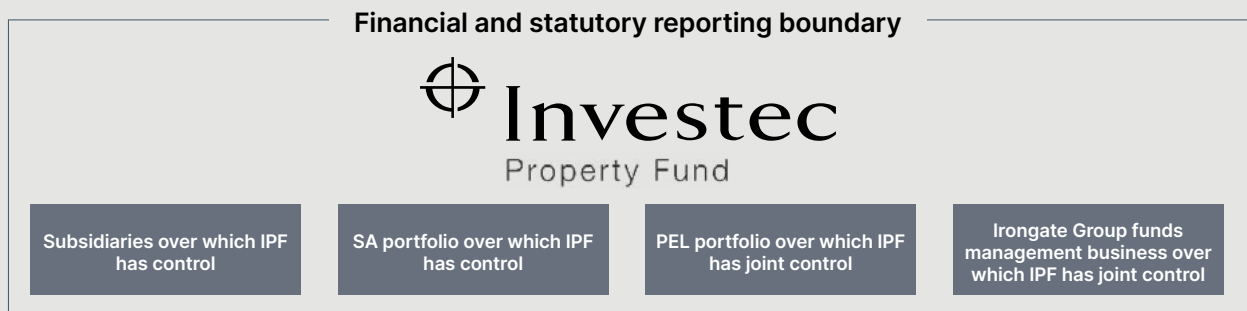 Financial and statutory reporting boundary
Investec
Property Fund
Subsidiaries over which IPF
has control
SA portfolio over which IPF
has control
PEL portfolio over which IPF
has joint control
Irongate Group funds
management business over
which IPF has joint control